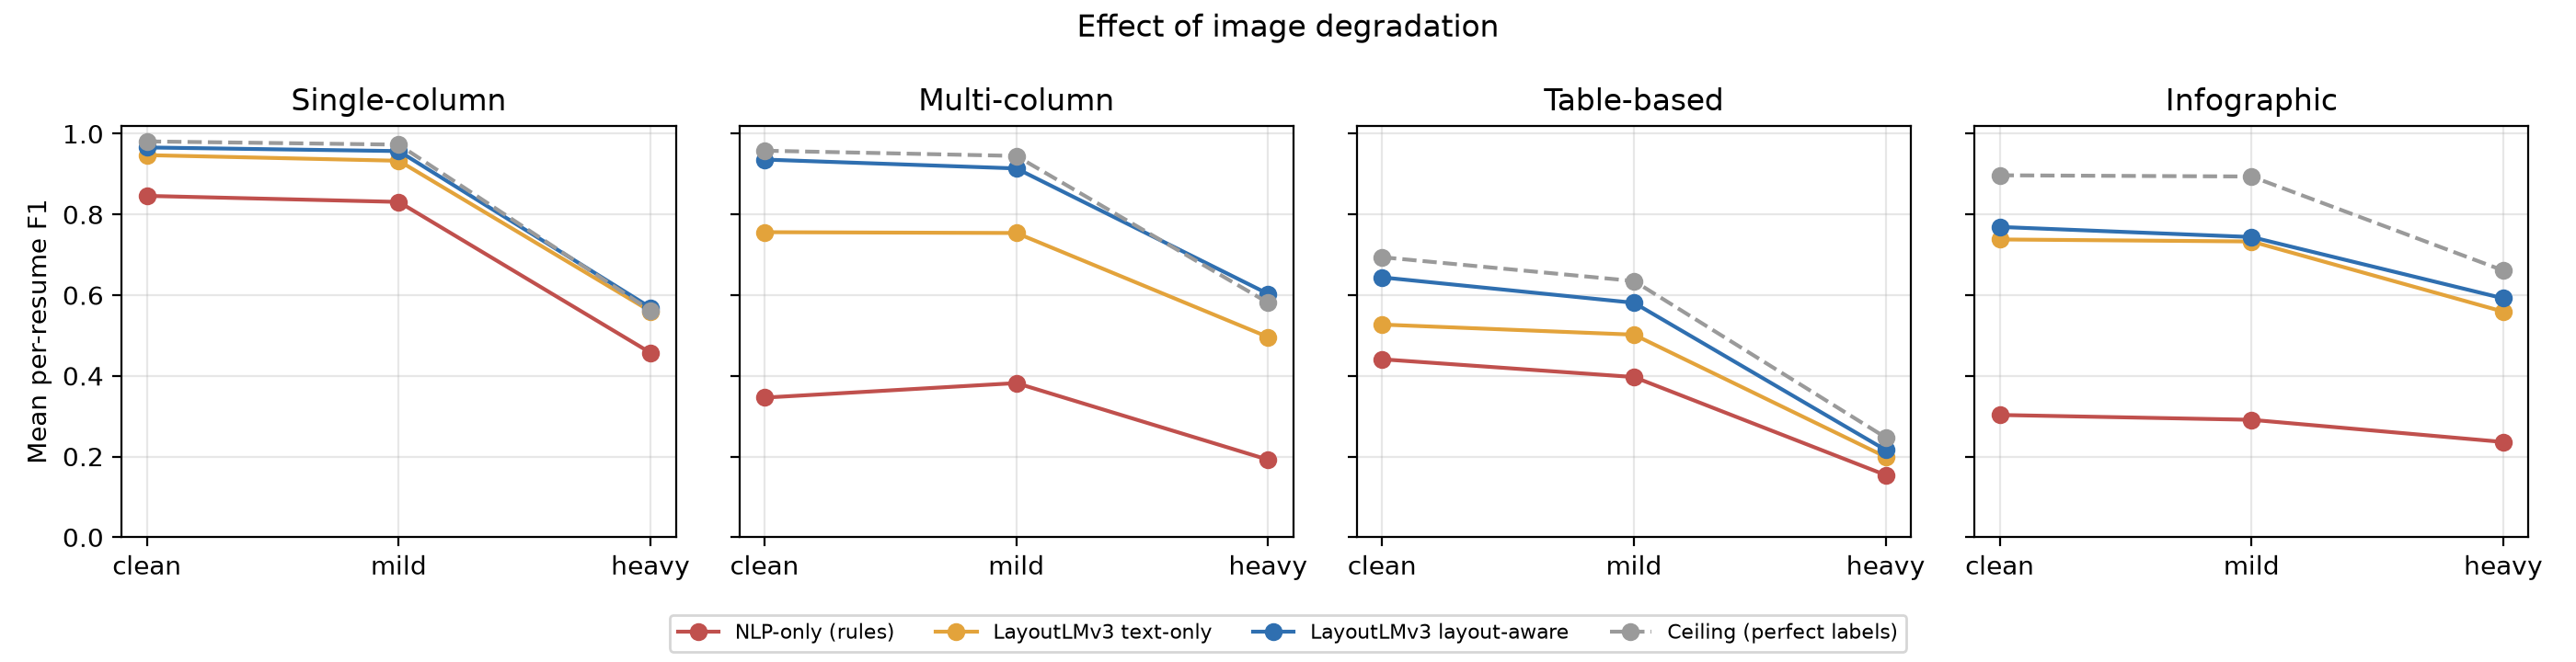 Effect of image degradation
Single-column
Multi-column
Table-based
Infographic
Mean per-resume F1
1.0
0.8
0.6
0.4
0.2
0.0
clean mild heavy
clean mild heavy
clean mild heavy
clean mild heavy
NLP-only (rules) LayoutLMv3 text-only LayoutLMv3 layout-aware Ceiling (perfect labels)